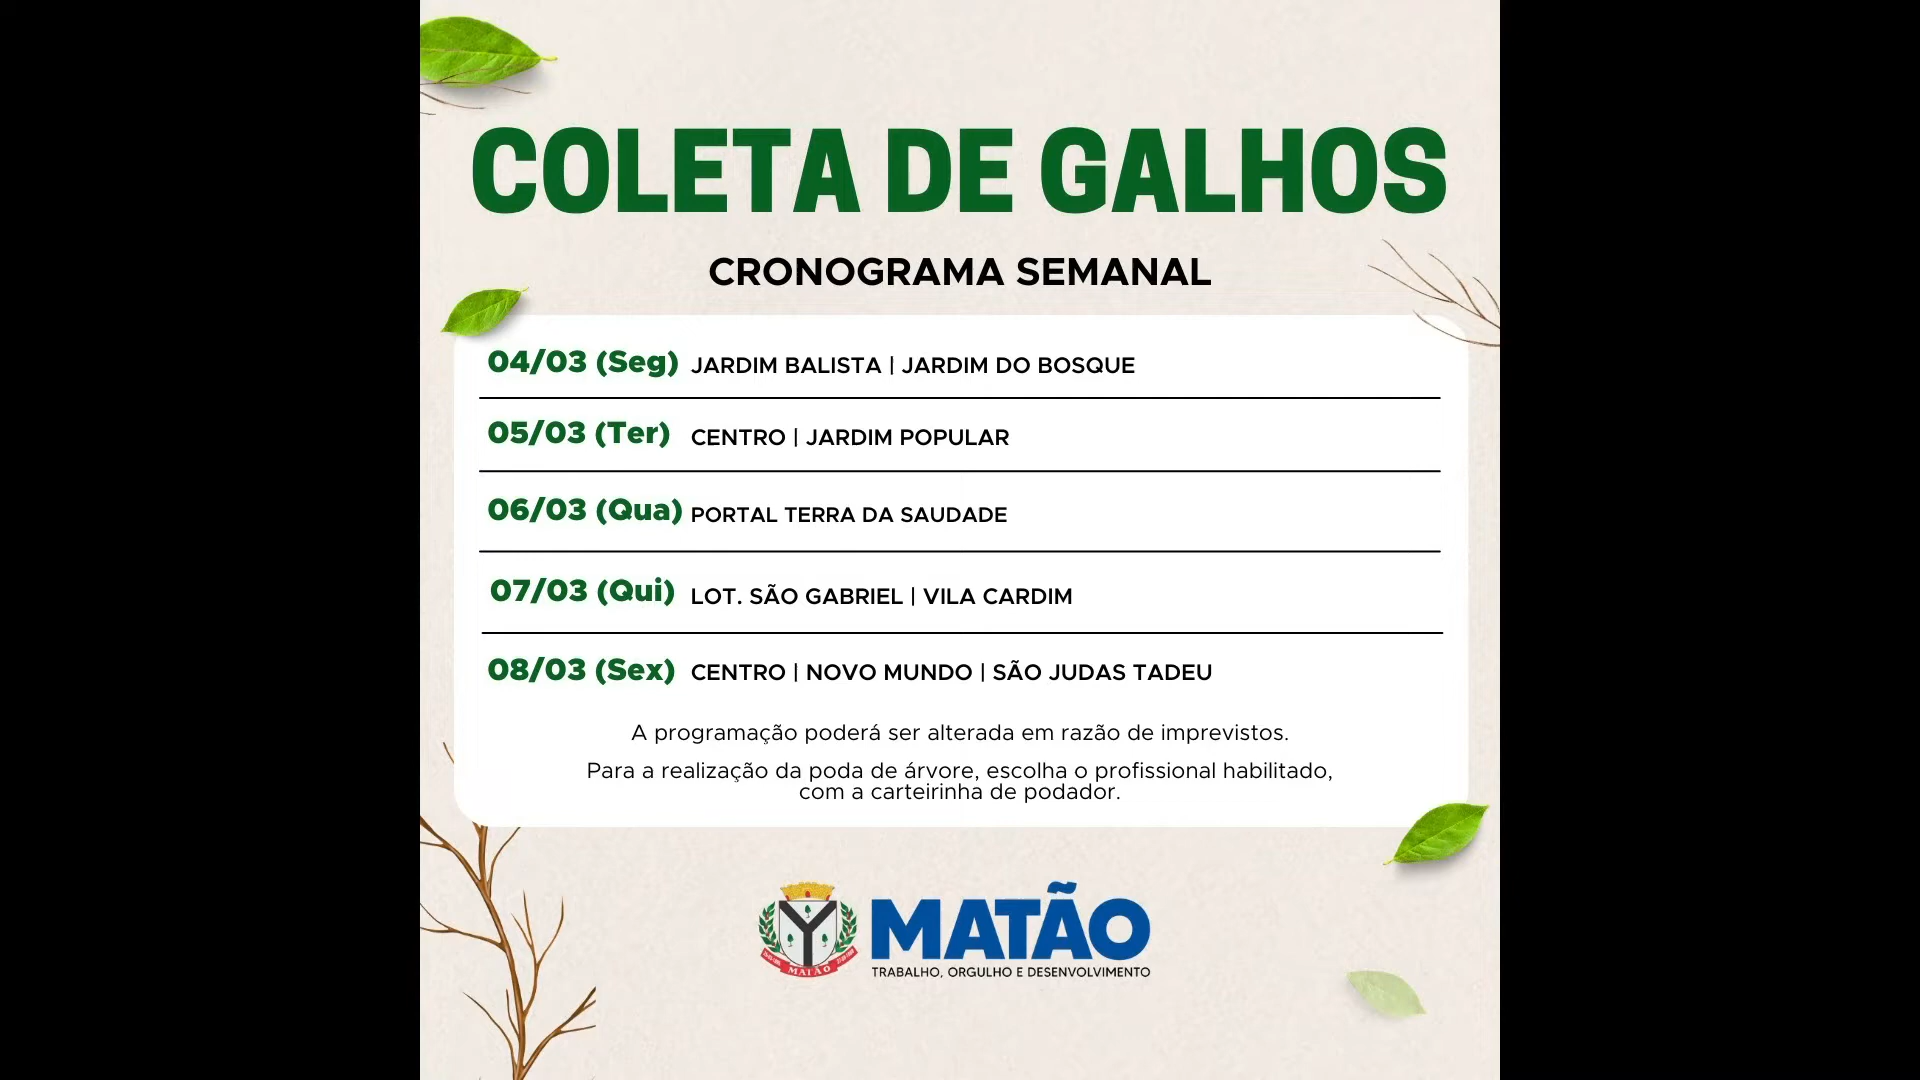 COLETA DE GALHOS
CRONOGRAMA SEMANAL
04/03 (Seg) JARDIM BALISTA | JARDIM DO BOSQUE
05/03 (Ter) CENTRO | JARDIM POPULAR
06/03 (Qua) PORTAL TERRA DA SAUDADE
07/03 (Qui) LOT. SÃO GABRIEL | VILA CARDIM
08/03 (Sex) CENTRO | NOVO MUNDO | SÃO JUDAS TADEU
A programação poderá ser alterada em razão de imprevistos.
Para a realização da poda de árvore, escolha o profissional habilitado,
com a carteirinha de podador.
MATÃO
MATÃO
TRABALHO, ORGULHO E DESENVOLVIMENTO